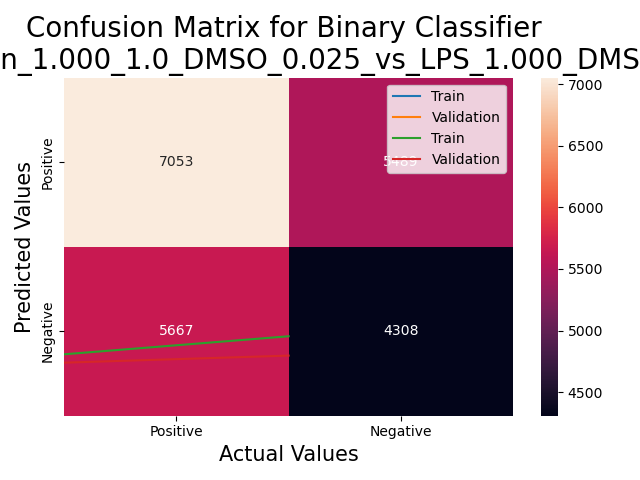 Confusion Matrix for Binary Classifier
n_1.000_1.0_DMSO_0.025_vs_LPS_1.000_DMS
Train
Validation
Train
Validation
7053
5667
4308
Positive
Negative
Predicted Values
Positive
Negative
Actual Values
7000
6500
6000
5500
5000
4500